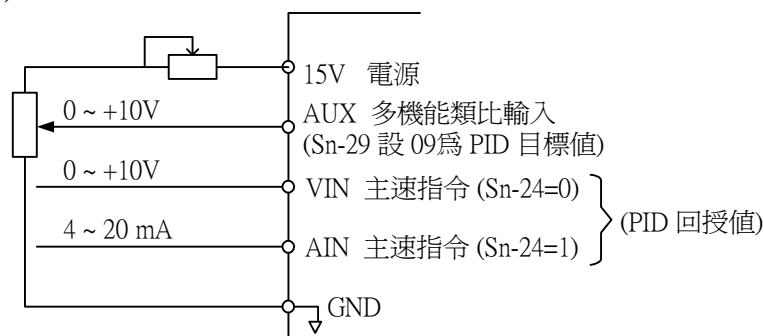 )
15V 電源
0 ~ +10V
AUX 多機能類比輸入
(Sn-29 設 09為 PID 目標值)
0 ~ +10V
VIN 主速指令 (Sn-24=0)
(PID 回授值)
4 ~ 20 mA
AIN 主速指令 (Sn-24=1)
GND